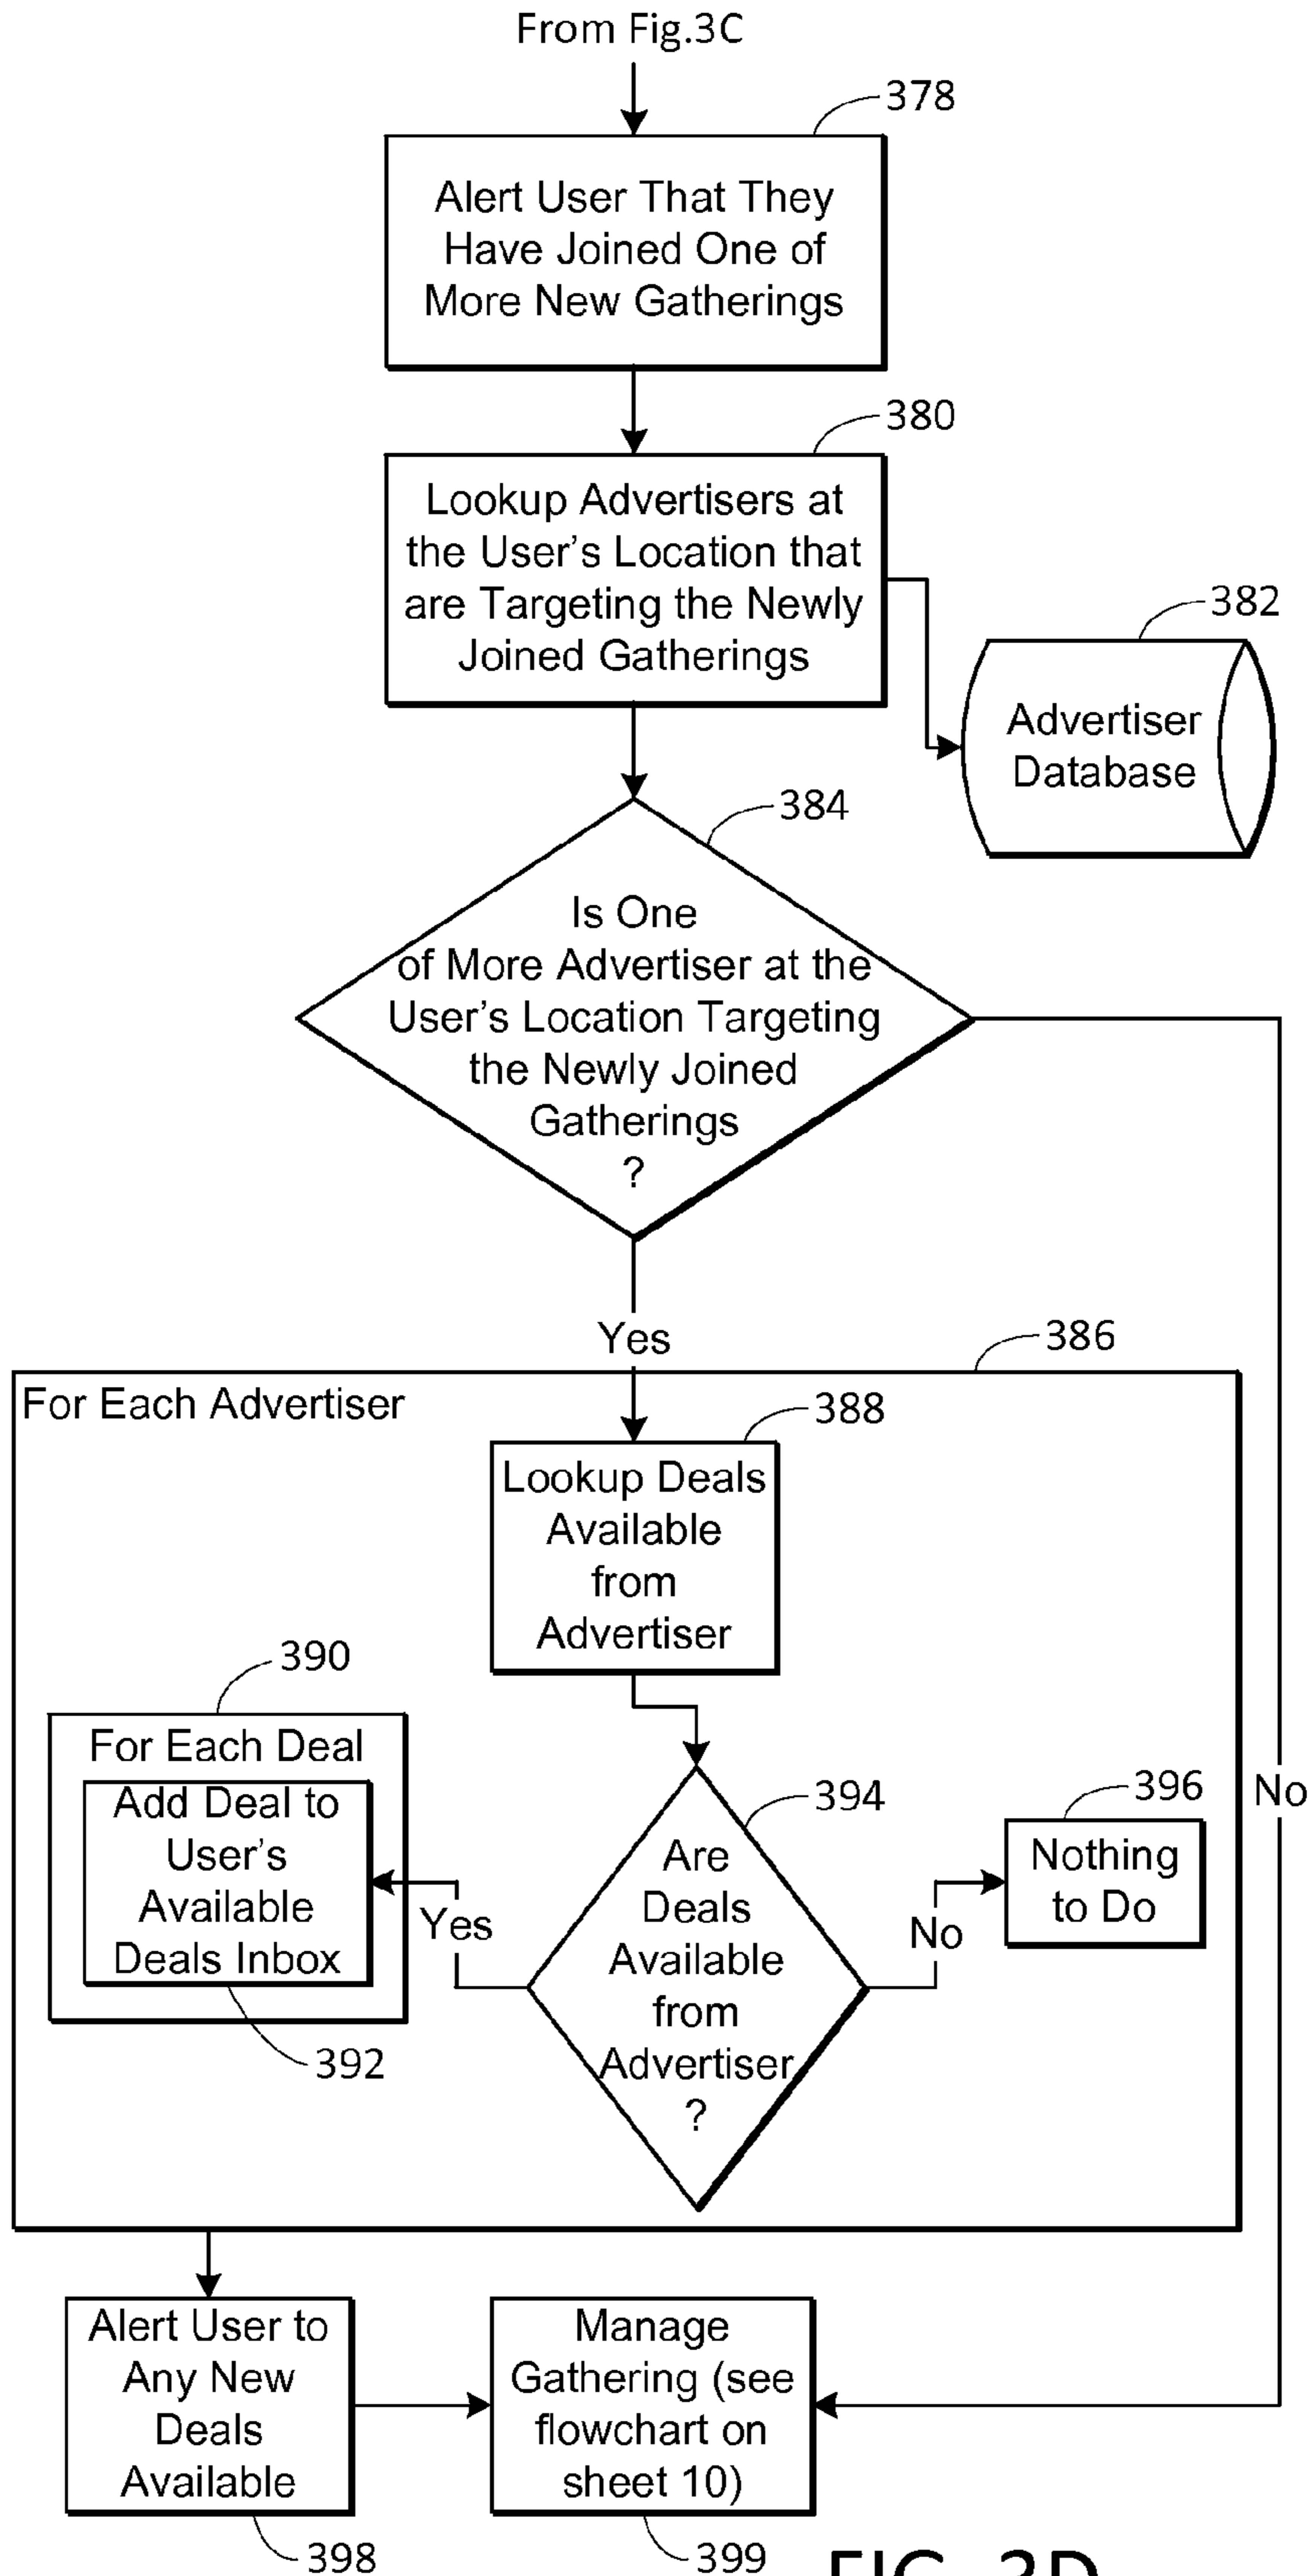 From Fig.3C
378
Alert User That They
Have Joined One of
More New Gatherings
380
Lookup Advertisers at
the User’s Location that
are Targeting the Newly
Joined Gatherings
382
Advertiser
Database
384
Is One
of More Advertiser at the
User’s Location Targeting
the Newly Joined
Gatherings
?
Yes
386
For Each Advertiser
388
Lookup Deals
Available
from
Advertiser
390
For Each Deal
Add Deal to
User’s
Available
Deals Inbox
392
Yes
394
Are
Deals
Available
from
Advertiser
?
No
396
Nothing
to Do
No
Alert User to
Any New
Deals
Available
398
Manage
Gathering (see
flowchart on
sheet 10)
399
FIG. 3D